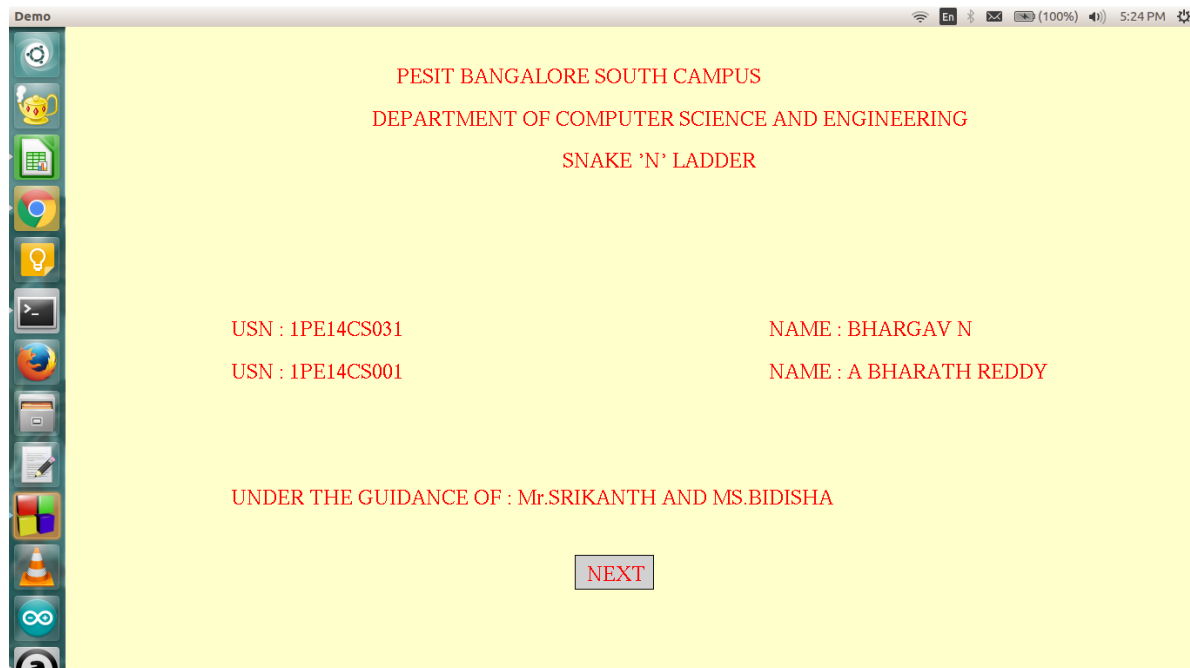 Demo
En (100%) 5:24 PM
PESIT BANGALORE SOUTH CAMPUS
DEPARTMENT OF COMPUTER SCIENCE AND ENGINEERING
SNAKE ’N’ LADDER
USN : 1PE14CS031 NAME : BHARGAV N
USN : 1PE14CS001 NAME : A BHARATH REDDY
UNDER THE GUIDANCE OF : Mr.SRIKANTH AND MS.BIDISHA
NEXT